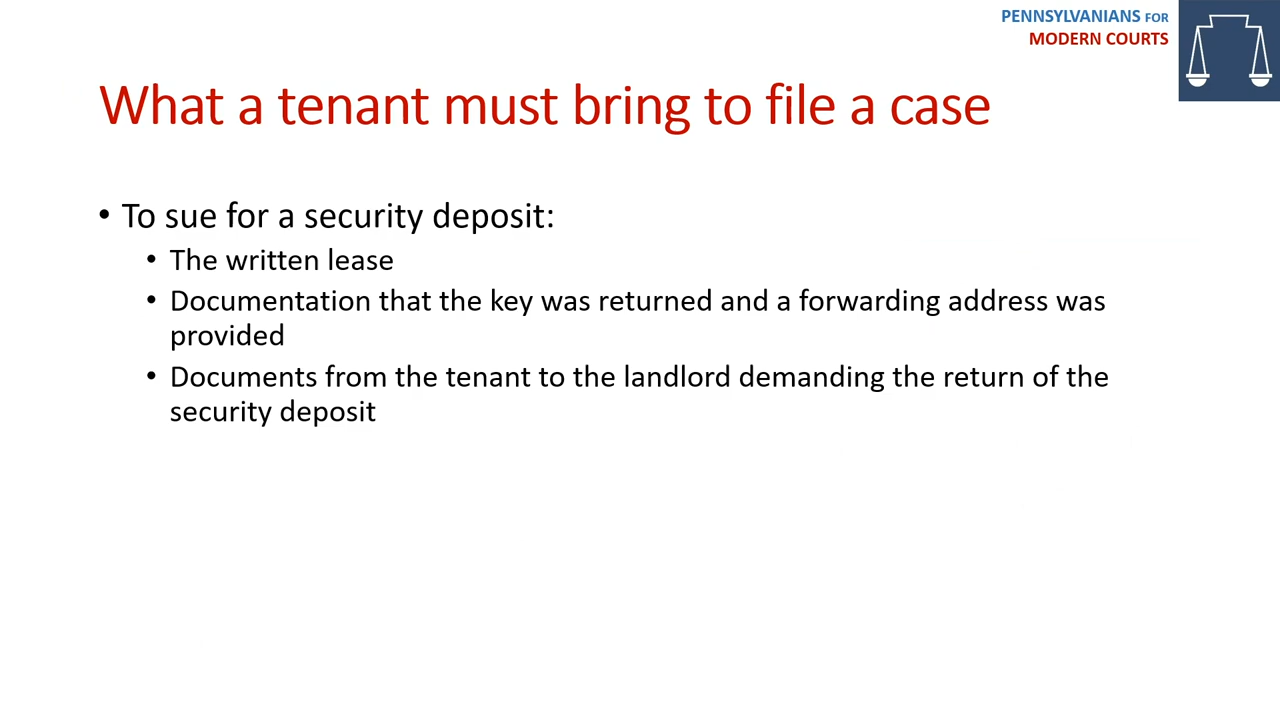 PENNSYLVANIANS FOR
MODERN COURTS
What a tenant must bring to file a case
• To sue for a security deposit:
• The written lease
• Documentation that the key was returned and a forwarding address was
provided
• Documents from the tenant to the landlord demanding the return of the
security deposit